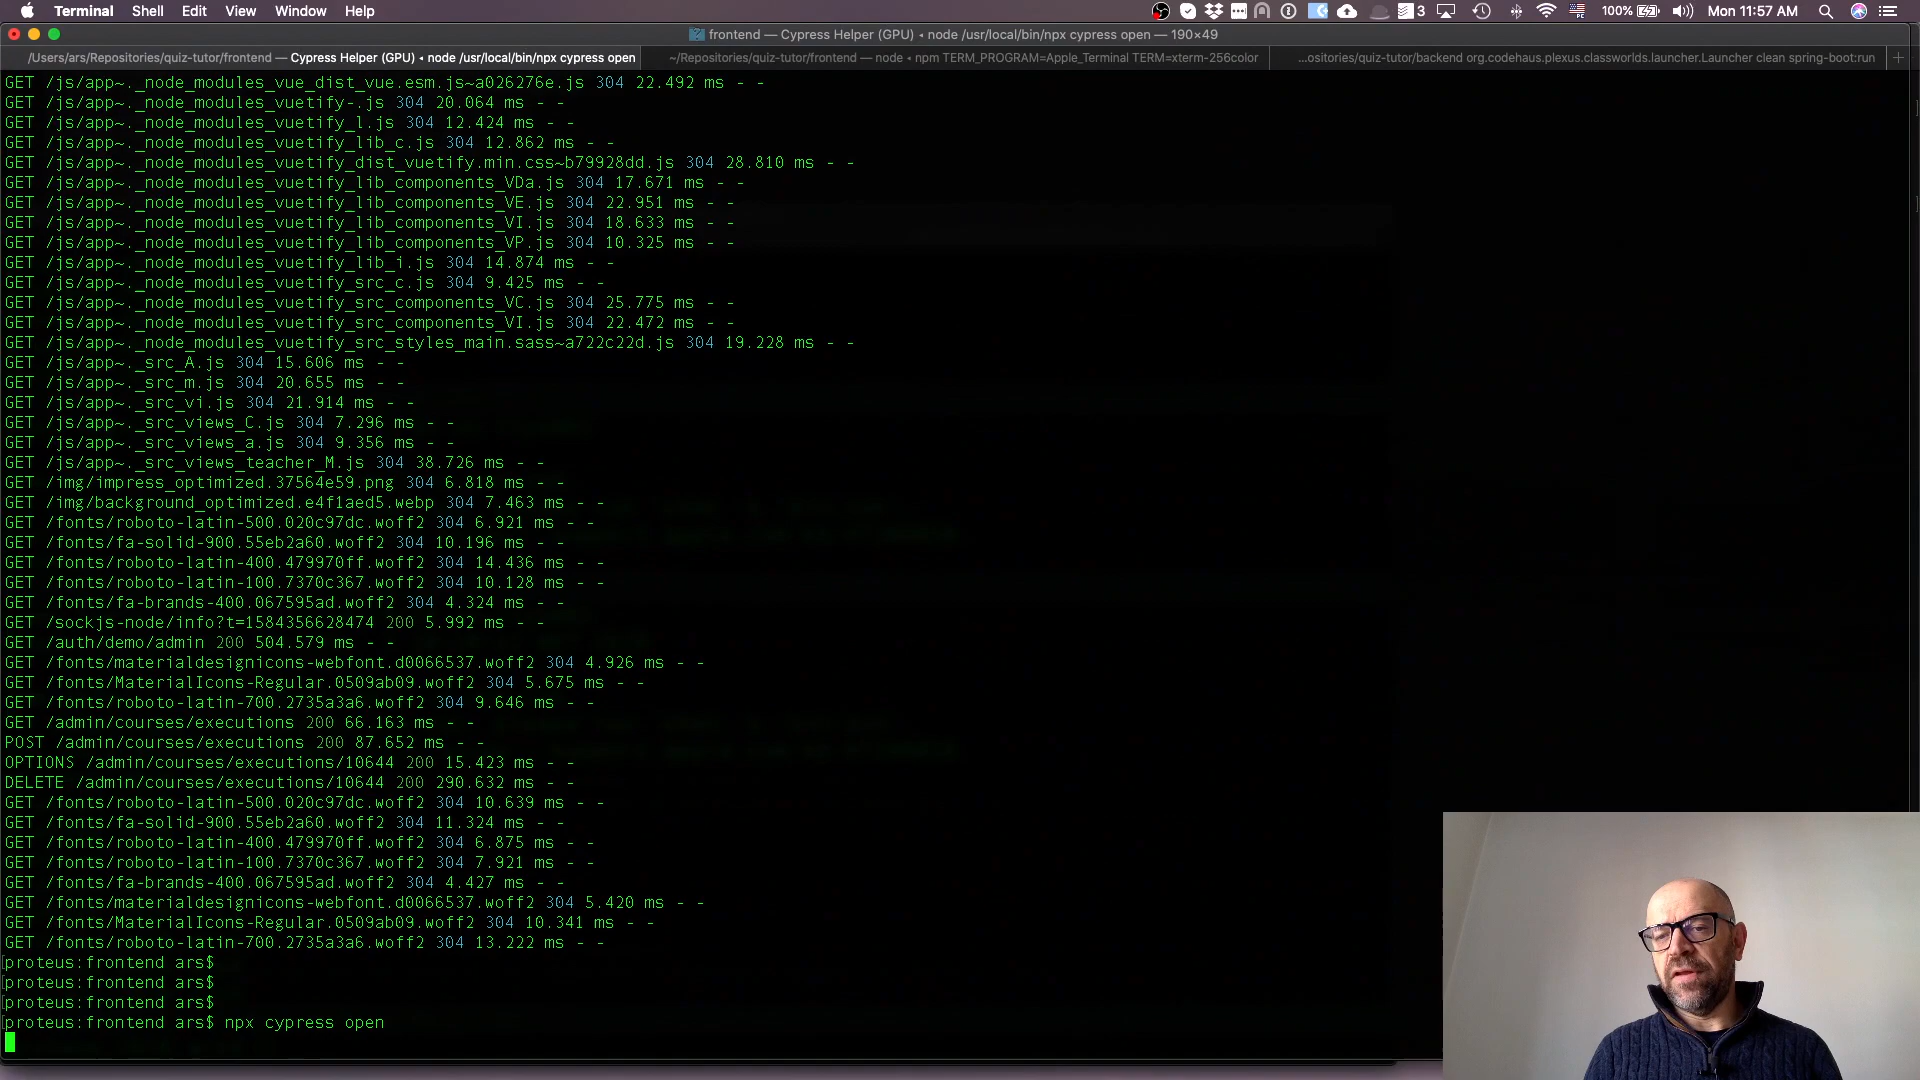 Terminal Shell Edit View Window Help
3 100% Mon 11:57 AM
frontend — Cypress Helper (GPU) ◂ node /usr/local/bin/npx cypress open — 190×49
/Users/ars/Repositories/quiz-tutor/frontend — Cypress Helper (GPU) ◂ node /usr/local/bin/npx cypress open
~/Repositories/quiz-tutor/frontend — node ◂ npm TERM_PROGRAM=Apple_Terminal TERM=xterm-256color
...ositories/quiz-tutor/backend org.codehaus.plexus.classworlds.launcher.Launcher clean spring-boot:run
GET /js/app~._node_modules_vue_dist_vue.esm.js~a026276e.js 304 22.492 ms - -
GET /js/app~._node_modules_vuetify-.js 304 20.064 ms - -
GET /js/app~._node_modules_vuetify_l.js 304 12.424 ms - -
GET /js/app~._node_modules_vuetify_lib_c.js 304 12.862 ms - -
GET /js/app~._node_modules_vuetify_dist_vuetify.min.css~b79928dd.js 304 28.810 ms - -
GET /js/app~._node_modules_vuetify_lib_components_VDa.js 304 17.671 ms - -
GET /js/app~._node_modules_vuetify_lib_components_VE.js 304 22.951 ms - -
GET /js/app~._node_modules_vuetify_lib_components_VI.js 304 18.633 ms - -
GET /js/app~._node_modules_vuetify_lib_components_VP.js 304 10.325 ms - -
GET /js/app~._node_modules_vuetify_lib_i.js 304 14.874 ms - -
GET /js/app~._node_modules_vuetify_src_c.js 304 9.425 ms - -
GET /js/app~._node_modules_vuetify_src_components_VC.js 304 25.775 ms - -
GET /js/app~._node_modules_vuetify_src_components_VI.js 304 22.472 ms - -
GET /js/app~._node_modules_vuetify_src_styles_main.sass~a722c22d.js 304 19.228 ms - -
GET /js/app~._src_A.js 304 15.606 ms - -
GET /js/app~._src_m.js 304 20.655 ms - -
GET /js/app~._src_vi.js 304 21.914 ms - -
GET /js/app~._src_views_C.js 304 7.296 ms - -
GET /js/app~._src_views_a.js 304 9.356 ms - -
GET /js/app~._src_views_teacher_M.js 304 38.726 ms - -
GET /img/impress_optimized.37564e59.png 304 6.818 ms - -
GET /img/background_optimized.e4f1aed5.webp 304 7.463 ms - -
GET /fonts/roboto-latin-500.020c97dc.woff2 304 6.921 ms - -
GET /fonts/fa-solid-900.55eb2a60.woff2 304 10.196 ms - -
GET /fonts/roboto-latin-400.479970ff.woff2 304 14.436 ms - -
GET /fonts/roboto-latin-100.7370c367.woff2 304 10.128 ms - -
GET /fonts/fa-brands-400.067595ad.woff2 304 4.324 ms - -
GET /sockjs-node/info?t=1584356628474 200 5.992 ms - -
GET /auth/demo/admin 200 504.579 ms - -
GET /fonts/materialdesignicons-webfont.d0066537.woff2 304 4.926 ms - -
GET /fonts/MaterialIcons-Regular.0509ab09.woff2 304 5.675 ms - -
GET /fonts/roboto-latin-700.2735a3a6.woff2 304 9.646 ms - -
GET /admin/courses/executions 200 66.163 ms - -
POST /admin/courses/executions 200 87.652 ms - -
OPTIONS /admin/courses/executions/10644 200 15.423 ms - -
DELETE /admin/courses/executions/10644 200 290.632 ms - -
GET /fonts/roboto-latin-500.020c97dc.woff2 304 10.639 ms - -
GET /fonts/fa-solid-900.55eb2a60.woff2 304 11.324 ms - -
GET /fonts/roboto-latin-400.479970ff.woff2 304 6.875 ms - -
GET /fonts/roboto-latin-100.7370c367.woff2 304 7.921 ms - -
GET /fonts/fa-brands-400.067595ad.woff2 304 4.427 ms - -
GET /fonts/materialdesignicons-webfont.d0066537.woff2 304 5.420 ms - -
GET /fonts/MaterialIcons-Regular.0509ab09.woff2 304 10.341 ms - -
GET /fonts/roboto-latin-700.2735a3a6.woff2 304 13.222 ms - -
[proteus:frontend ars$
[proteus:frontend ars$
[proteus:frontend ars$
[proteus:frontend ars$ npx cypress open